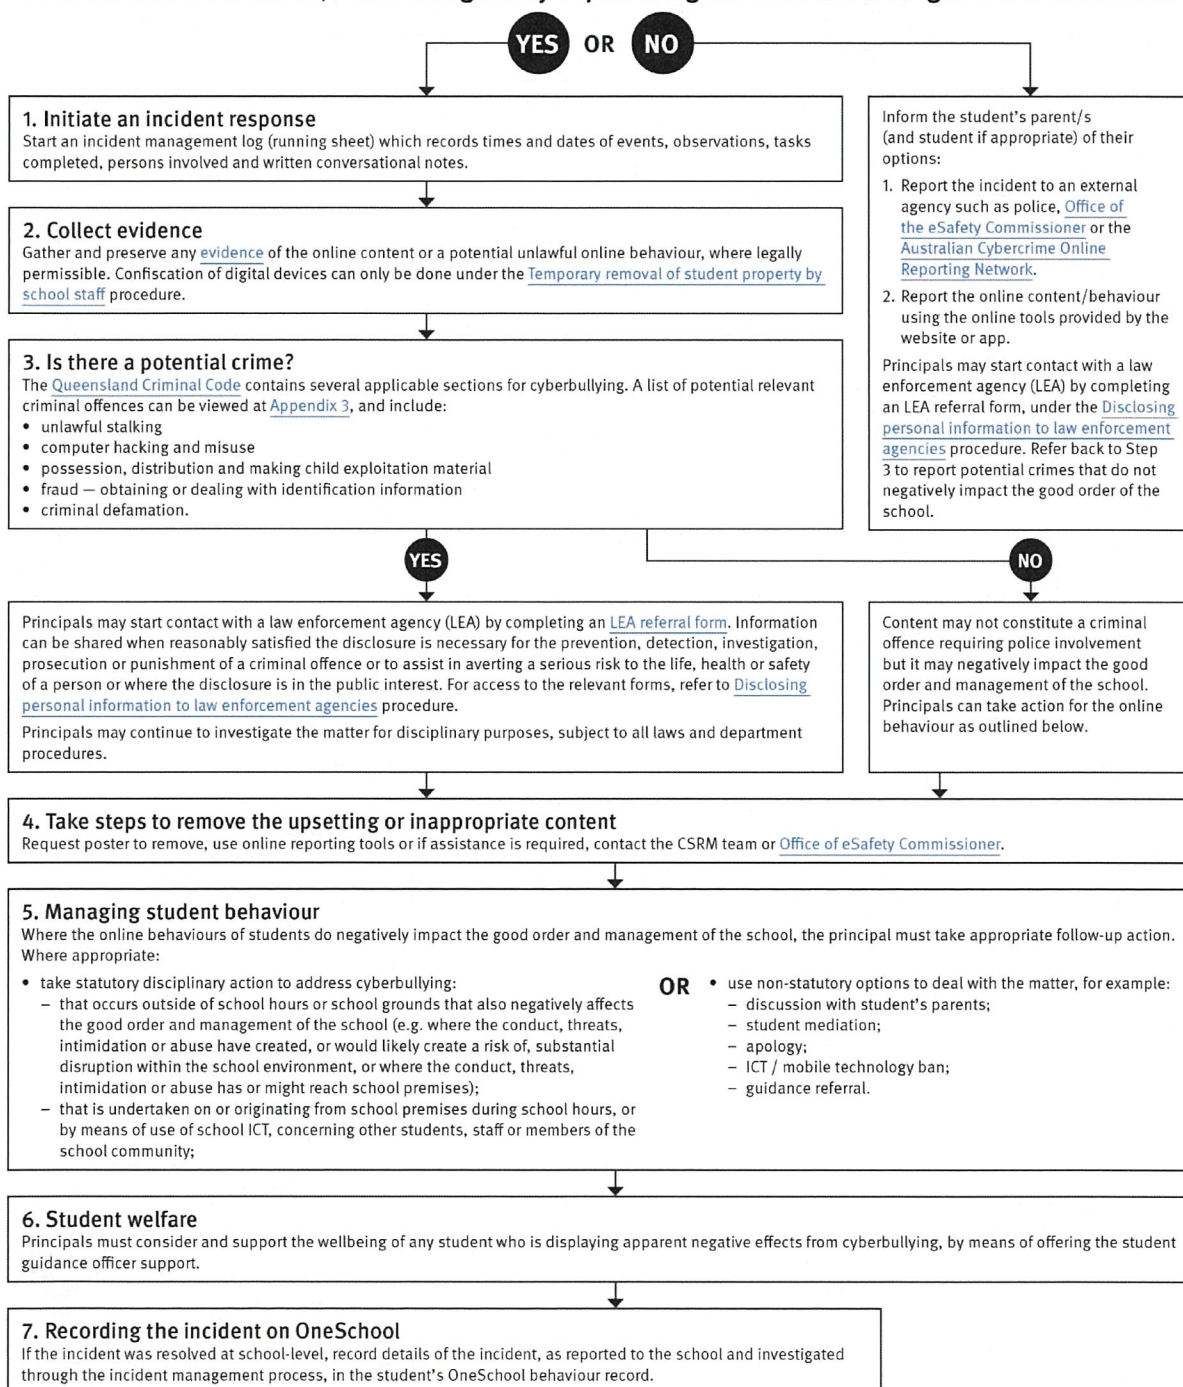 YES OR NO
1. Initiate an incident response
Start an incident management log (running sheet) which records times and dates of events, observations, tasks
completed, persons involved and written conversational notes.
2. Collect evidence
Gather and preserve any evidence of the online content or a potential unlawful online behaviour, where legally
permissible. Confiscation of digital devices can only be done under the Temporary removal of student property by
school staff procedure.
3. Is there a potential crime?
The Queensland Criminal Code contains several applicable sections for cyberbullying. A list of potential relevant
criminal offences can be viewed at Appendix 3, and include:
• unlawful stalking
• computer hacking and misuse
• possession, distribution and making child exploitation material
• fraud — obtaining or dealing with identification information
• criminal defamation.
Inform the student's parent/s
(and student if appropriate) of their
options:
1. Report the incident to an external
agency such as police, Office of
the eSafety Commissioner or the
Australian Cybercrime Online
Reporting Network.
2. Report the online content/behaviour
using the online tools provided by the
website or app.
Principals may start contact with a law
enforcement agency (LEA) by completing
an LEA referral form, under the Disclosing
personal information to law enforcement
agencies procedure. Refer back to Step
3 to report potential crimes that do not
negatively impact the good order of the
school.
YES
NO
Principals may start contact with a law enforcement agency (LEA) by completing an LEA referral form. Information
can be shared when reasonably satisfied the disclosure is necessary for the prevention, detection, investigation,
prosecution or punishment of a criminal offence or to assist in averting a serious risk to the life, health or safety
of a person or where the disclosure is in the public interest. For access to the relevant forms, refer to Disclosing
personal information to law enforcement agencies procedure.
Principals may continue to investigate the matter for disciplinary purposes, subject to all laws and department
procedures.
Content may not constitute a criminal
offence requiring police involvement
but it may negatively impact the good
order and management of the school.
Principals can take action for the online
behaviour as outlined below.
4. Take steps to remove the upsetting or inappropriate content
Request poster to remove, use online reporting tools or if assistance is required, contact the CSRM team or Office of eSafety Commissioner.
5. Managing student behaviour
Where the online behaviours of students do negatively impact the good order and management of the school, the principal must take appropriate follow-up action.
Where appropriate:
• take statutory disciplinary action to address cyberbullying:
– that occurs outside of school hours or school grounds that also negatively affects
the good order and management of the school (e.g. where the conduct, threats,
intimidation or abuse have created, or would likely create a risk of, substantial
disruption within the school environment, or where the conduct, threats,
intimidation or abuse has or might reach school premises);
– that is undertaken on or originating from school premises during school hours, or
by means of use of school ICT, concerning other students, staff or members of the
school community;
OR
• use non-statutory options to deal with the matter, for example:
– discussion with student's parents;
– student mediation;
– apology;
– ICT / mobile technology ban;
– guidance referral.
6. Student welfare
Principals must consider and support the wellbeing of any student who is displaying apparent negative effects from cyberbullying, by means of offering the student
guidance officer support.
7. Recording the incident on OneSchool
If the incident was resolved at school-level, record details of the incident, as reported to the school and investigated
through the incident management process, in the student's OneSchool behaviour record.